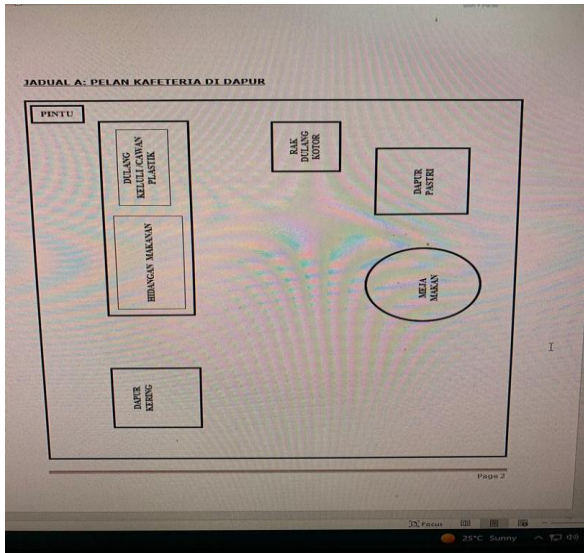 JADUAL A: PELAN KAFETERIA DI DAPUR
PINTU
DULANG
KELULI /CAWAN
PLASTIK
HIDANGAN MAKANAN
RAK
DULANG
KOTOR
DAPUR
PASTRI
MEJA
MAKAN
DAPUR
KERING
Page 2
Focus
25°C Sunny